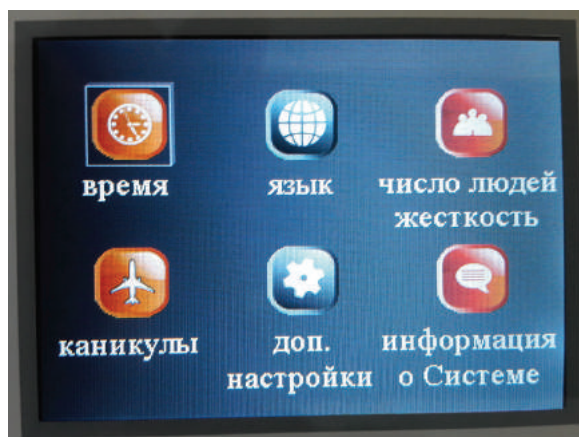 время
язык
число людей
жесткость
каникулы
доп.
настройки
информация
о Системе